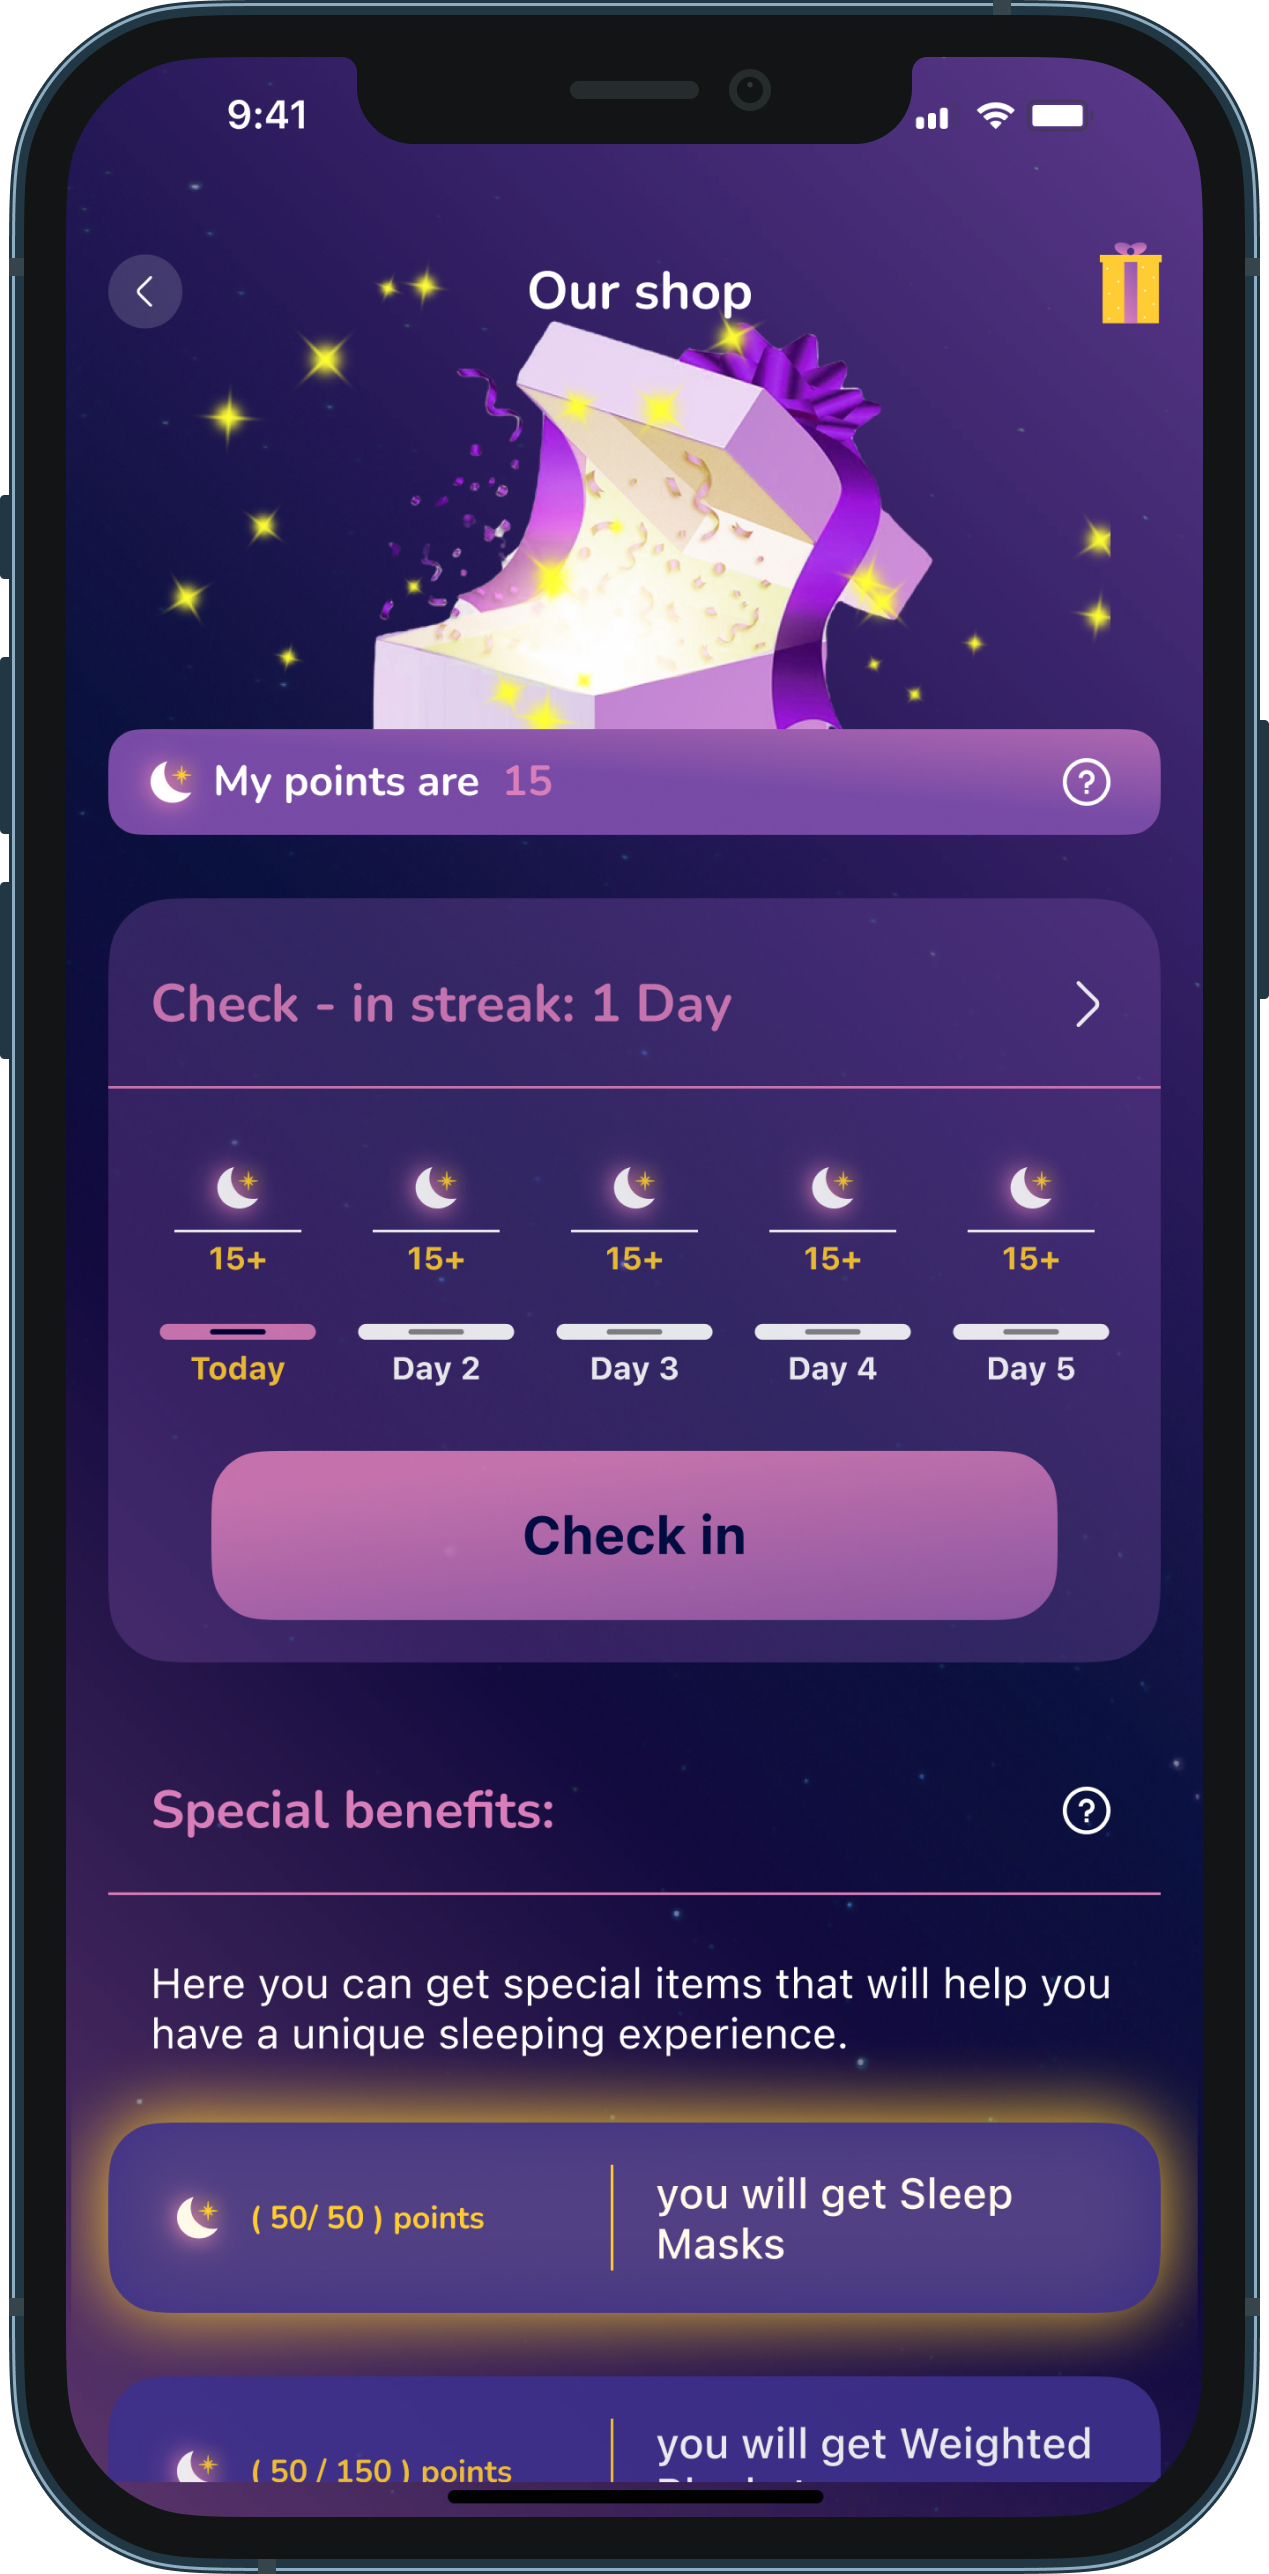 9:41
Our shop
My points are 15
Check - in streak: 1 Day
15+ 15+ 15+ 15+ 15+
Today Day 2 Day 3 Day 4 Day 5
Check in
Special benefits:
Here you can get special items that will help you
have a unique sleeping experience.
( 50/ 50 ) points
you will get Sleep
Masks
( 50 / 150 ) points
you will get Weighted